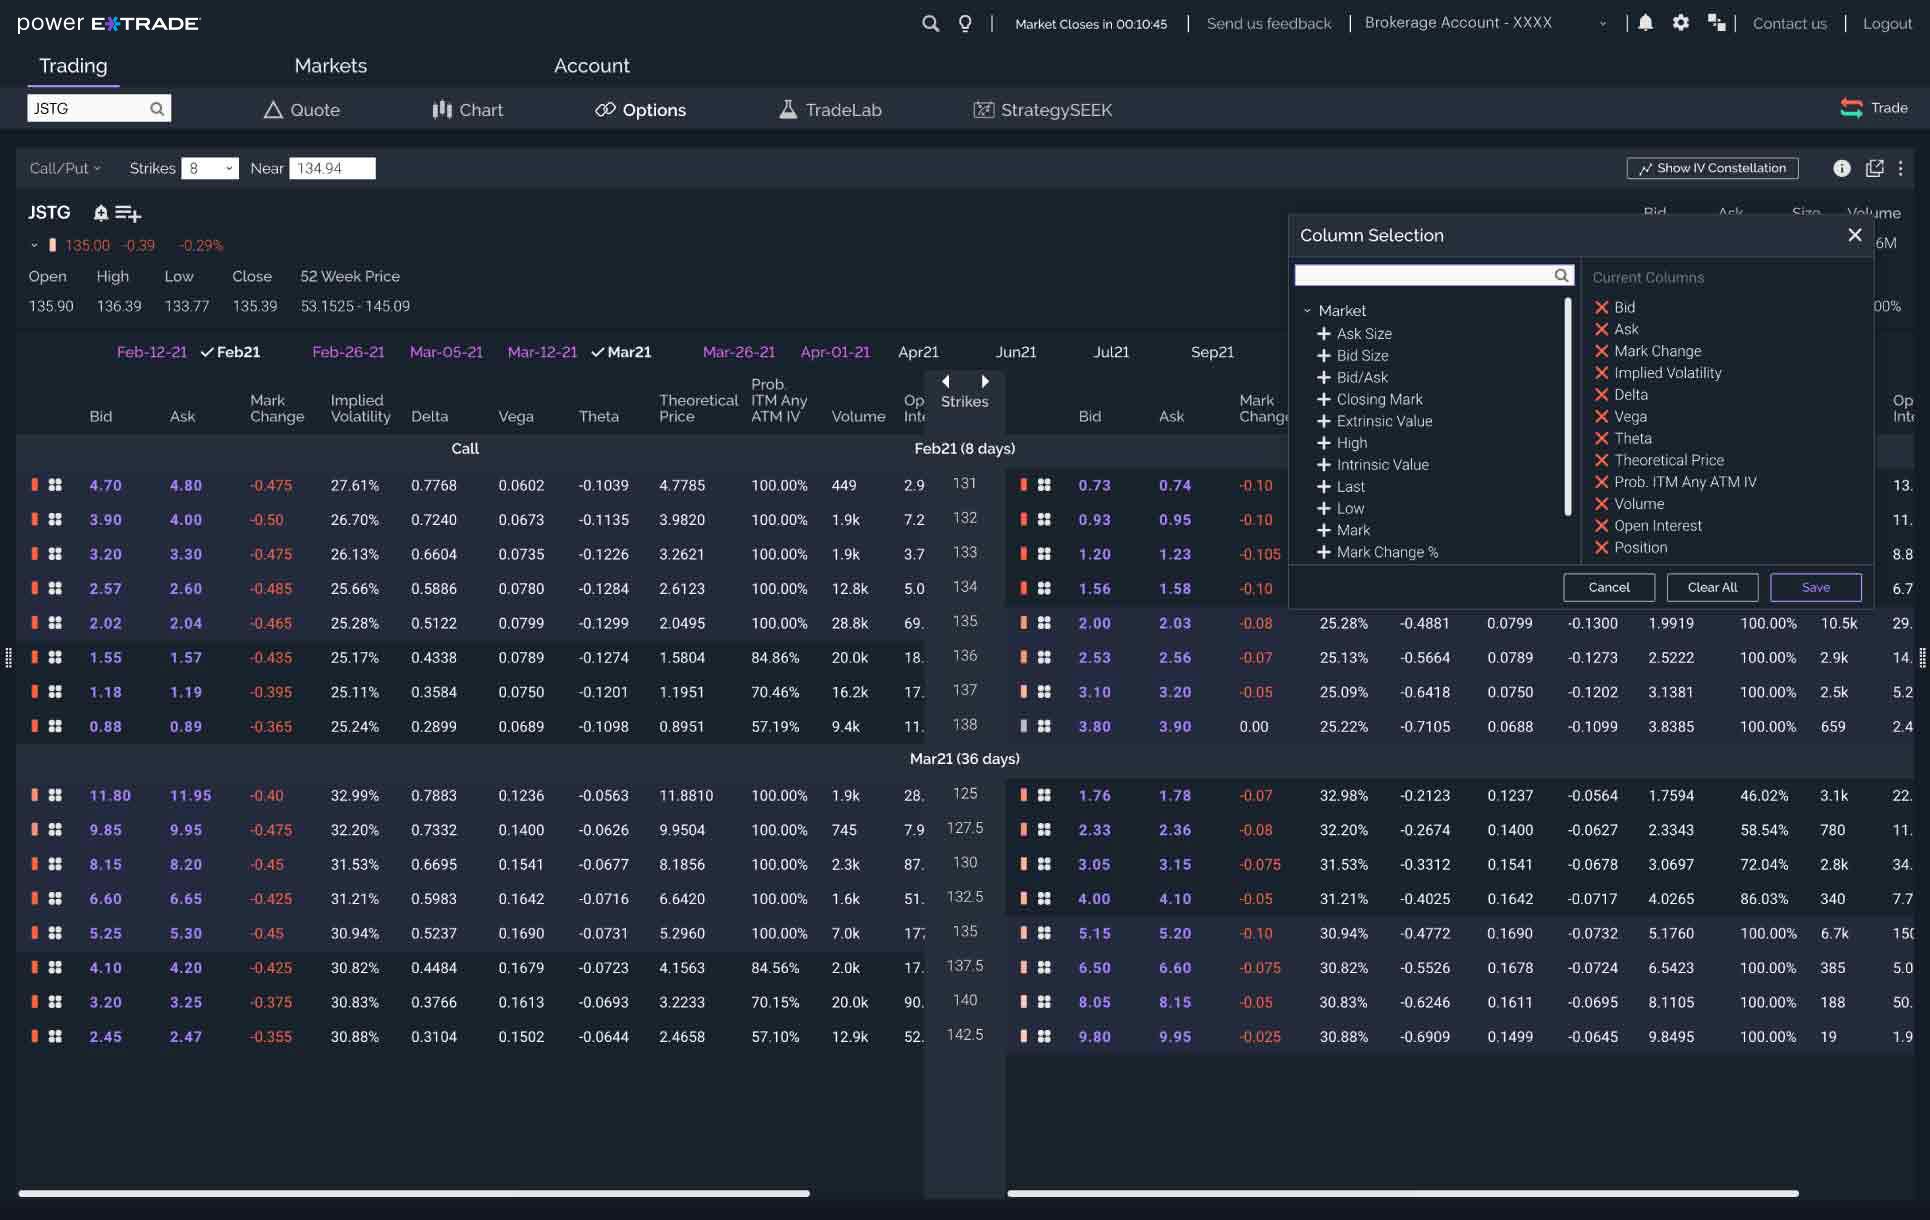 power E*TRADE Market Closes in 00:10:45 Send us feedback Brokerage Account - XXXX Contact us Logout
Trading Markets Account
JSTG Quote Chart Options TradeLab StrategySEEK Trade
Call/Put Strikes 8 Near 134.94 Show IV Constellation
JSTG Bid Ask Size Volume
135.00 -0.39 -0.29% 6M
Open High Low Close 52 Week Price
135.90 136.39 133.77 135.39 53.1525 - 145.09 00%
Column Selection
Current Columns
Market
Ask Size
Bid Size
Bid/Ask
Closing Mark
Extrinsic Value
High
Intrinsic Value
Last
Low
Mark
Mark Change %
Bid
Ask
Mark Change
Implied Volatility
Delta
Vega
Theta
Theoretical Price
Prob. ITM Any ATM IV
Volume
Open Interest
Position
Cancel Clear All Save
Feb-12-21 Feb21 Feb-26-21 Mar-05-21 Mar-12-21 Mar21 Mar-26-21 Apr-01-21 Apr21 Jun21 Jul21 Sep21
Bid Ask Mark Change Implied Volatility Delta Vega Theta Theoretical Price Prob. ITM Any ATM IV Volume Op Inte Strikes Bid Ask Mark Change Op Inte
Call Feb21 (8 days)
4.70 4.80 -0.475 27.61% 0.7768 0.0602 -0.1039 4.7785 100.00% 449 2.9 131 0.73 0.74 -0.10 13.
3.90 4.00 -0.50 26.70% 0.7240 0.0673 -0.1135 3.9820 100.00% 1.9k 7.2 132 0.93 0.95 -0.10 11.
3.20 3.30 -0.475 26.13% 0.6604 0.0735 -0.1226 3.2621 100.00% 1.9k 3.7 133 1.20 1.23 -0.105 8.8
2.57 2.60 -0.485 25.66% 0.5886 0.0780 -0.1284 2.6123 100.00% 12.8k 5.0 134 1.56 1.58 -0.10 6.7
2.02 2.04 -0.465 25.28% 0.5122 0.0799 -0.1299 2.0495 100.00% 28.8k 69. 135 2.00 2.03 -0.08 25.28% -0.4881 0.0799 -0.1300 1.9919 100.00% 10.5k 29.
1.55 1.57 -0.435 25.17% 0.4338 0.0789 -0.1274 1.5804 84.86% 20.0k 18. 136 2.53 2.56 -0.07 25.13% -0.5664 0.0789 -0.1273 2.5222 100.00% 2.9k 14.
1.18 1.19 -0.395 25.11% 0.3584 0.0750 -0.1201 1.1951 70.46% 16.2k 17. 137 3.10 3.20 -0.05 25.09% -0.6418 0.0750 -0.1202 3.1381 100.00% 2.5k 5.2
0.88 0.89 -0.365 25.24% 0.2899 0.0689 -0.1098 0.8951 57.19% 9.4k 11. 138 3.80 3.90 0.00 25.22% -0.7105 0.0688 -0.1099 3.8385 100.00% 659 2.4
Mar21 (36 days)
11.80 11.95 -0.40 32.99% 0.7883 0.1236 -0.0563 11.8810 100.00% 1.9k 28. 125 1.76 1.78 -0.07 32.98% -0.2123 0.1237 -0.0564 1.7594 46.02% 3.1k 22.
9.85 9.95 -0.475 32.20% 0.7332 0.1400 -0.0626 9.9504 100.00% 745 7.9 127.5 2.33 2.36 -0.08 32.20% -0.2674 0.1400 -0.0627 2.3343 58.54% 780 11.
8.15 8.20 -0.45 31.53% 0.6695 0.1541 -0.0677 8.1856 100.00% 2.3k 87. 130 3.05 3.15 -0.075 31.53% -0.3312 0.1541 -0.0678 3.0697 72.04% 2.8k 34.
6.60 6.65 -0.425 31.21% 0.5983 0.1642 -0.0716 6.6420 100.00% 1.6k 51. 132.5 4.00 4.10 -0.05 31.21% -0.4025 0.1642 -0.0717 4.0265 86.03% 340 7.7
5.25 5.30 -0.45 30.94% 0.5237 0.1690 -0.0731 5.2960 100.00% 7.0k 177 135 5.15 5.20 -0.10 30.94% -0.4772 0.1690 -0.0732 5.1760 100.00% 6.7k 150
4.10 4.20 -0.425 30.82% 0.4484 0.1679 -0.0723 4.1563 84.56% 2.0k 17. 137.5 6.50 6.60 -0.075 30.82% -0.5526 0.1678 -0.0724 6.5423 100.00% 385 5.0
3.20 3.25 -0.375 30.83% 0.3766 0.1613 -0.0693 3.2233 70.15% 20.0k 90. 140 8.05 8.15 -0.05 30.83% -0.6246 0.1611 -0.0695 8.1105 100.00% 188 50.
2.45 2.47 -0.355 30.88% 0.3104 0.1502 -0.0644 2.4658 57.10% 12.9k 52. 142.5 9.80 9.95 -0.025 30.88% -0.6909 0.1499 -0.0645 9.8495 100.00% 19 1.9